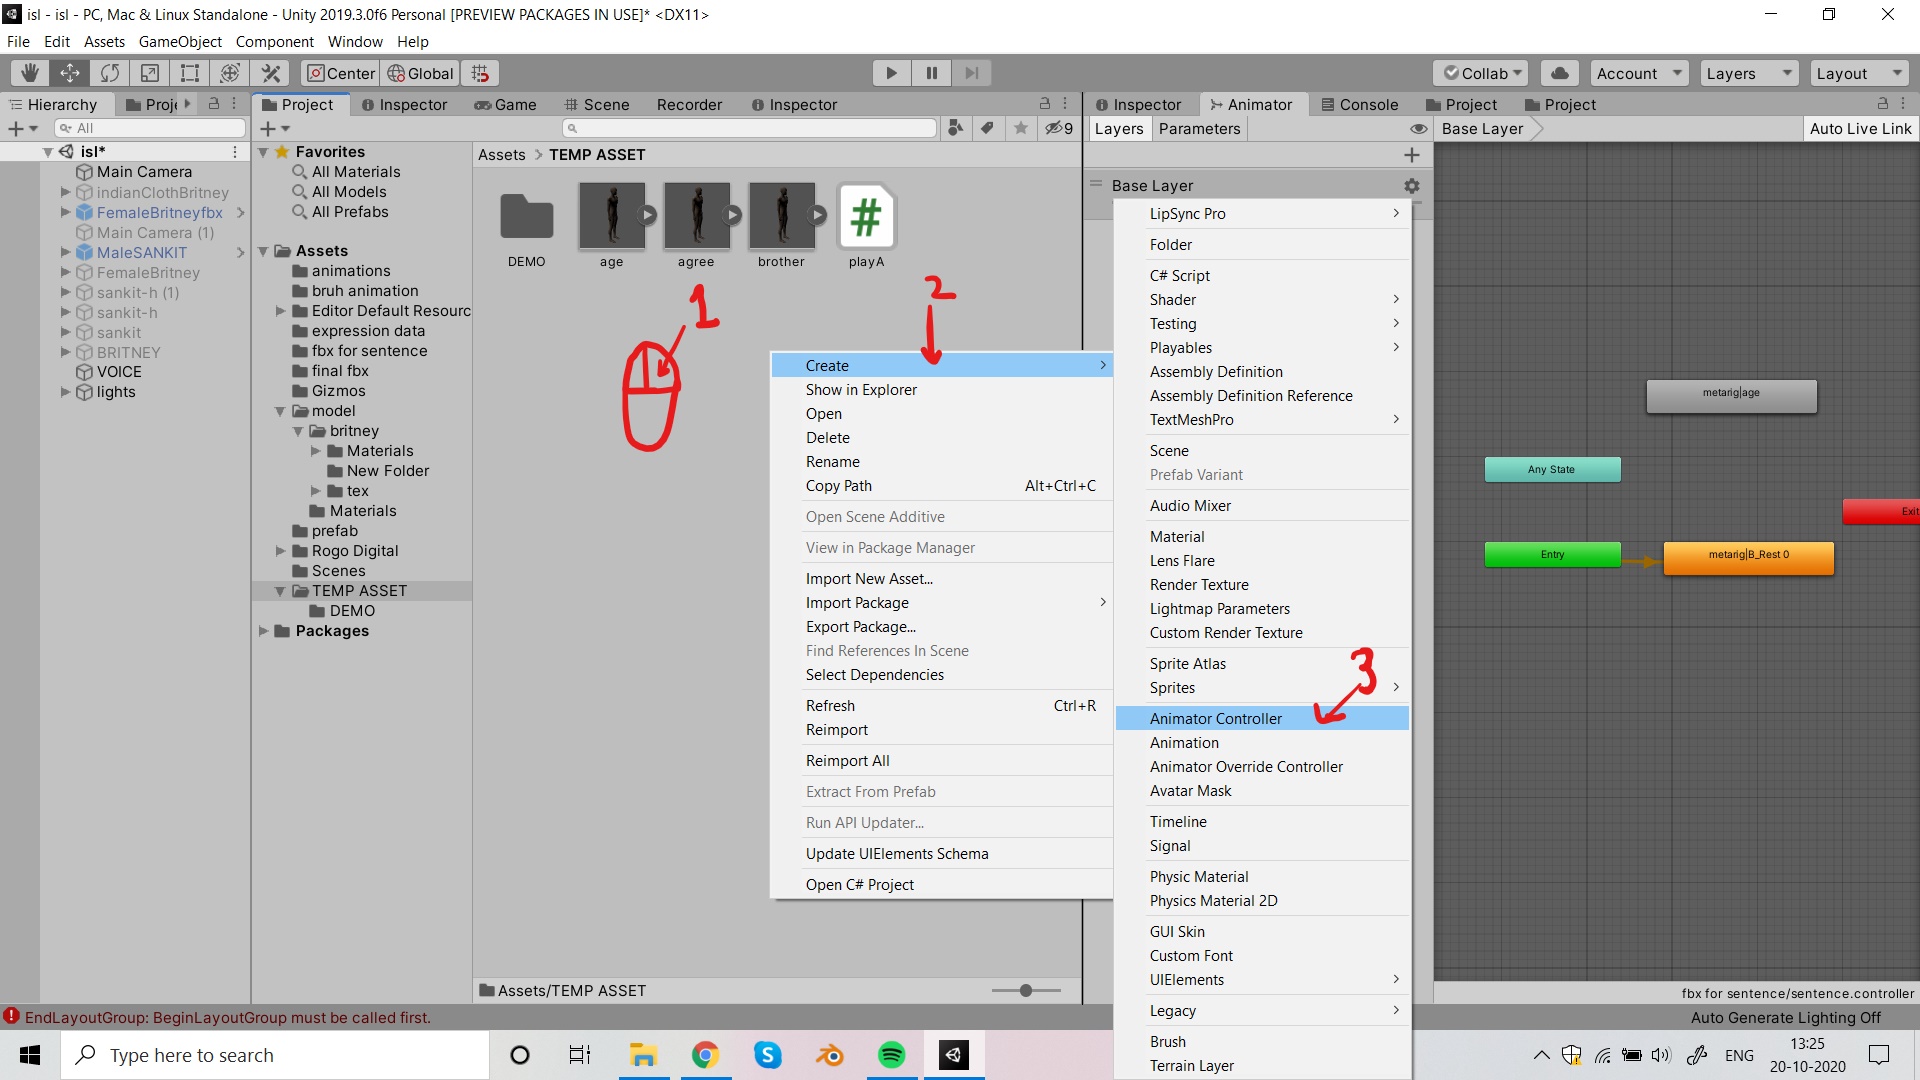 isl - isl - PC, Mac & Linux Standalone - Unity 2019.3.0f6 Personal [PREVIEW PACKAGES IN USE]* <DX11>
File Edit Assets GameObject Component Window Help
Center Global Collab Account Layers Layout
Hierarchy Proje Project Inspector Game Scene Recorder Inspector Inspector Animator Console Project Project
All 9 Layers Parameters Base Layer Auto Live Link
isl*
Main Camera
indianClothBritney
FemaleBritneyfbx
Main Camera (1)
MaleSANKIT
FemaleBritney
sankit-h (1)
sankit-h
sankit
BRITNEY
VOICE
lights
Favorites
All Materials
All Models
All Prefabs
Assets
animations
bruh animation
Editor Default Resourc
expression data
fbx for sentence
final fbx
Gizmos
model
britney
Materials
New Folder
tex
Materials
prefab
Rogo Digital
Scenes
TEMP ASSET
DEMO
Packages
Assets > TEMP ASSET
#
DEMO age agree brother playA
1
2
Create
Show in Explorer
Open
Delete
Rename
Copy Path Alt+Ctrl+C
Open Scene Additive
View in Package Manager
Import New Asset...
Import Package
Export Package...
Find References In Scene
Select Dependencies
Refresh Ctrl+R
Reimport
Reimport All
Extract From Prefab
Run API Updater...
Update UIElements Schema
Open C# Project
Assets/TEMP ASSET
Base Layer
LipSync Pro
Folder
C# Script
Shader
Testing
Playables
Assembly Definition
Assembly Definition Reference
TextMeshPro
Scene
Prefab Variant
Audio Mixer
Material
Lens Flare
Render Texture
Lightmap Parameters
Custom Render Texture
Sprite Atlas
Sprites
3
Animator Controller
Animation
Animator Override Controller
Avatar Mask
Timeline
Signal
Physic Material
Physics Material 2D
GUI Skin
Custom Font
UIElements
Legacy
Brush
Terrain Layer
metarig|age
Any State
Exit
Entry
metarig|B_Rest 0
fbx for sentence/sentence.controller
EndLayoutGroup: BeginLayoutGroup must be called first.
Auto Generate Lighting Off
Type here to search
ENG
13:25
20-10-2020